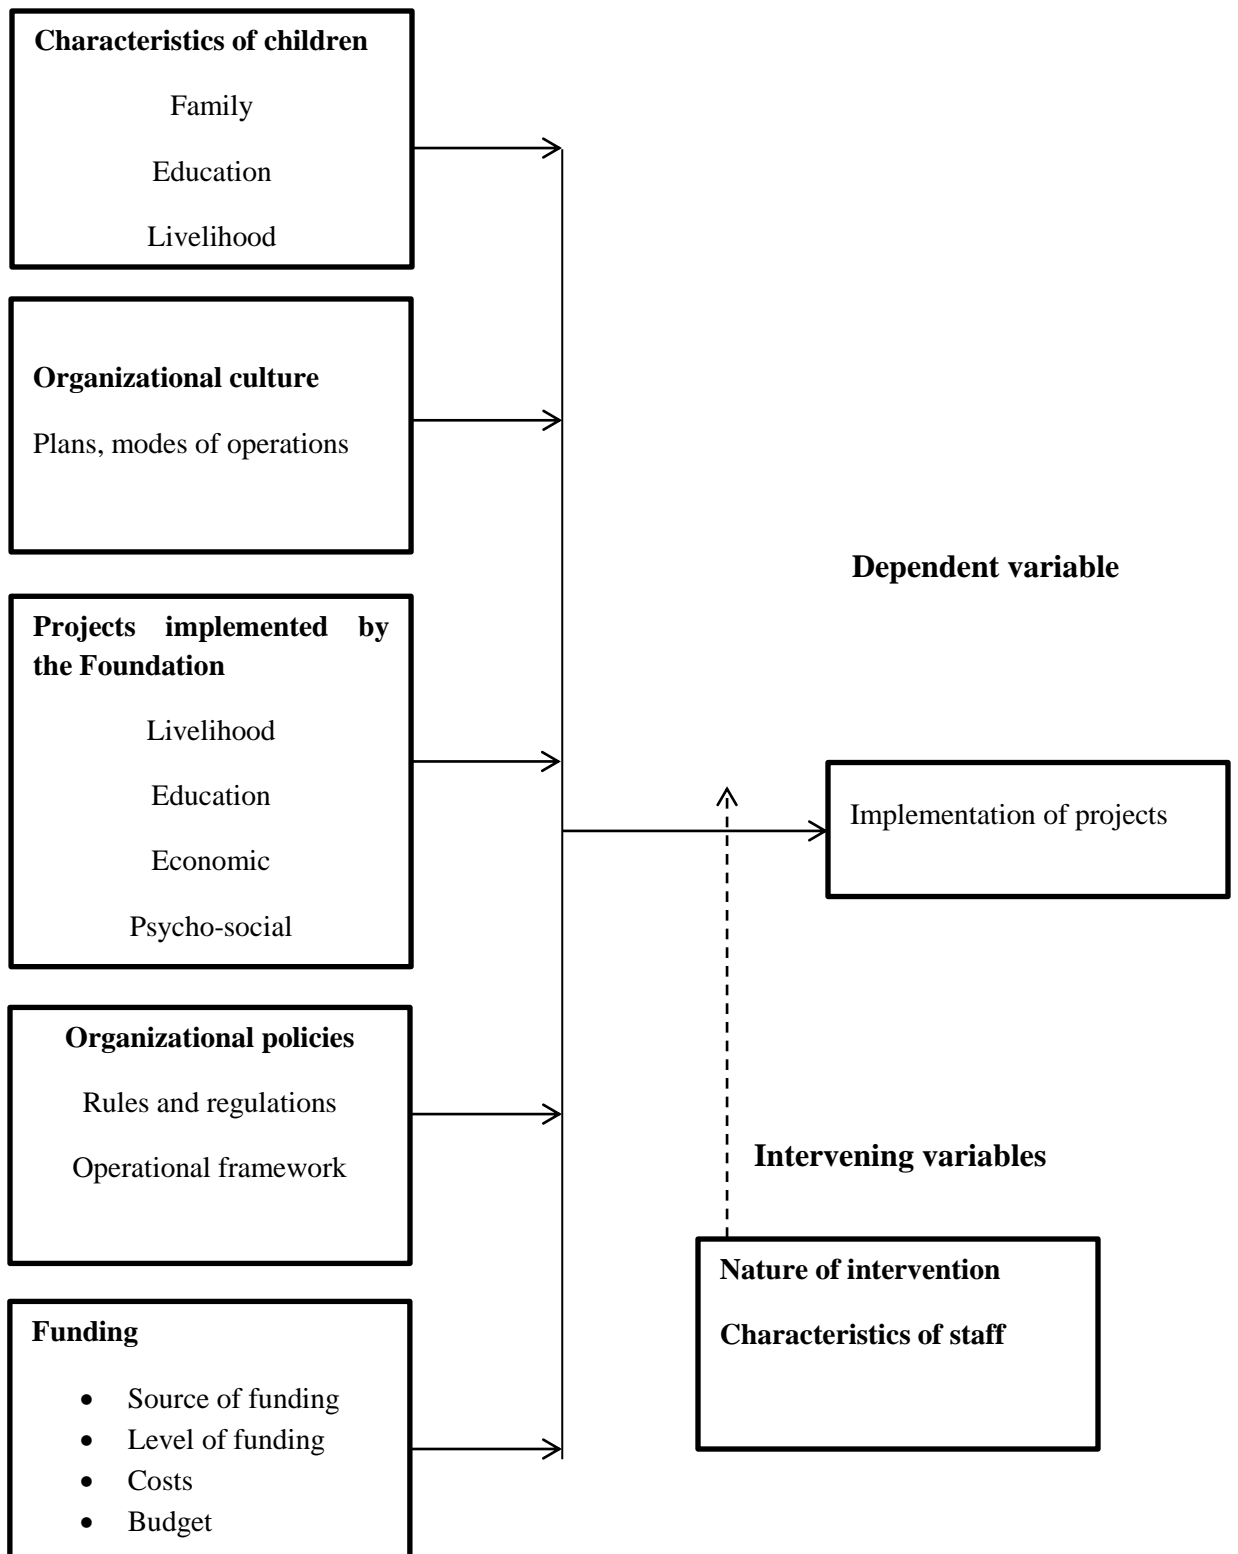 Characteristics of children
Family
Education
Livelihood
Organizational culture
Plans, modes of operations
Projects implemented by
the Foundation
Livelihood
Education
Economic
Psycho-social
Organizational policies
Rules and regulations
Operational framework
Funding
• Source of funding
• Level of funding
• Costs
• Budget
Dependent variable
Implementation of projects
Intervening variables
Nature of intervention
Characteristics of staff